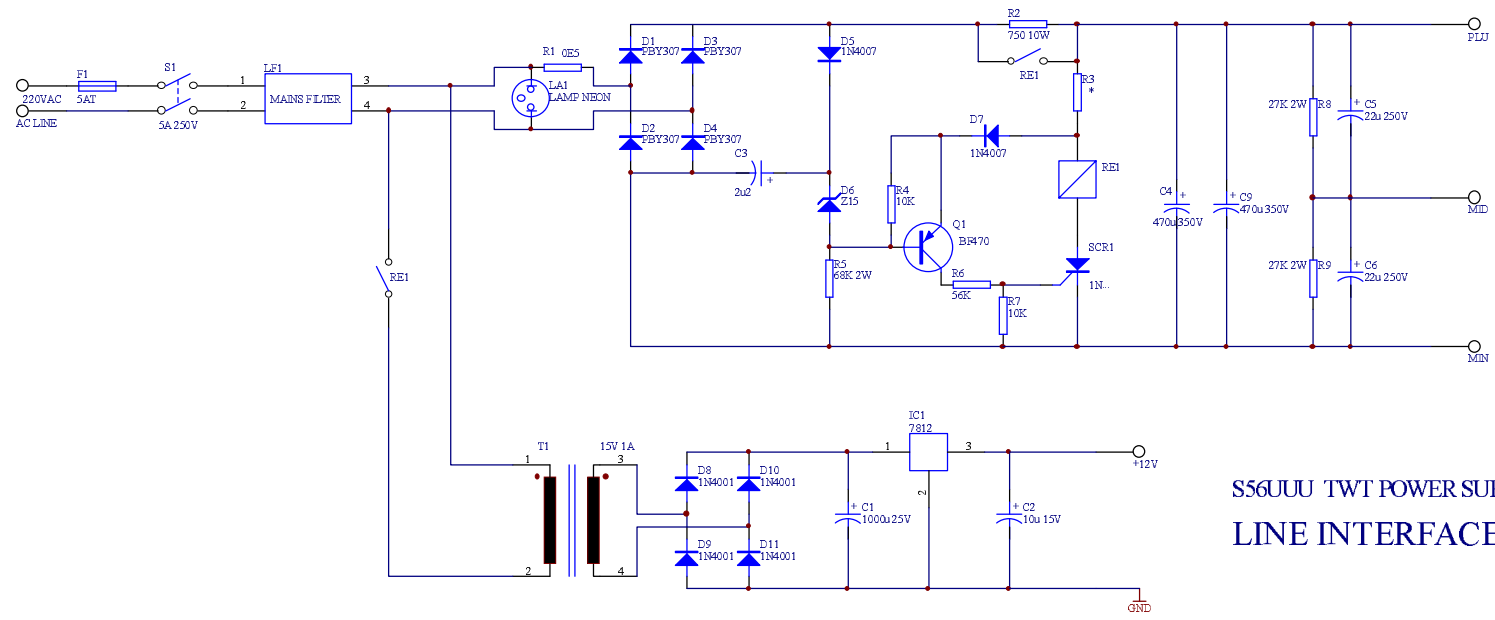 F1
S1
LF1
220VAC
5AT
AC LINE
5A 250V
1
2
MAINS FILTER
3
4
R1 0E5
LA1
LAMP NEON
D1
PBY307
D3
PBY307
D2
PBY307
D4
PBY307
C3
+
2u2
D5
1N4007
D6
Z15
R5
68K 2W
R4
10K
Q1
BF470
R6
56K
R7
10K
D7
1N4007
R2
750 10W
RE1
R3
*
RE1
SCR1
1N...
C4
+
470u 350V
C9
+
470u 350V
27K 2W R8
C5
+
22u 250V
27K 2W R9
C6
+
22u 250V
PLU
MID
MIN
RE1
T1
15V 1A
1
2
3
4
D8
1N4001
D10
1N4001
D9
1N4001
D11
1N4001
C1
+
1000u 25V
IC1
7812
1
3
2
C2
+
10u 15V
+12V
GND
S56UUU TWT POWER SU
LINE INTERFACE